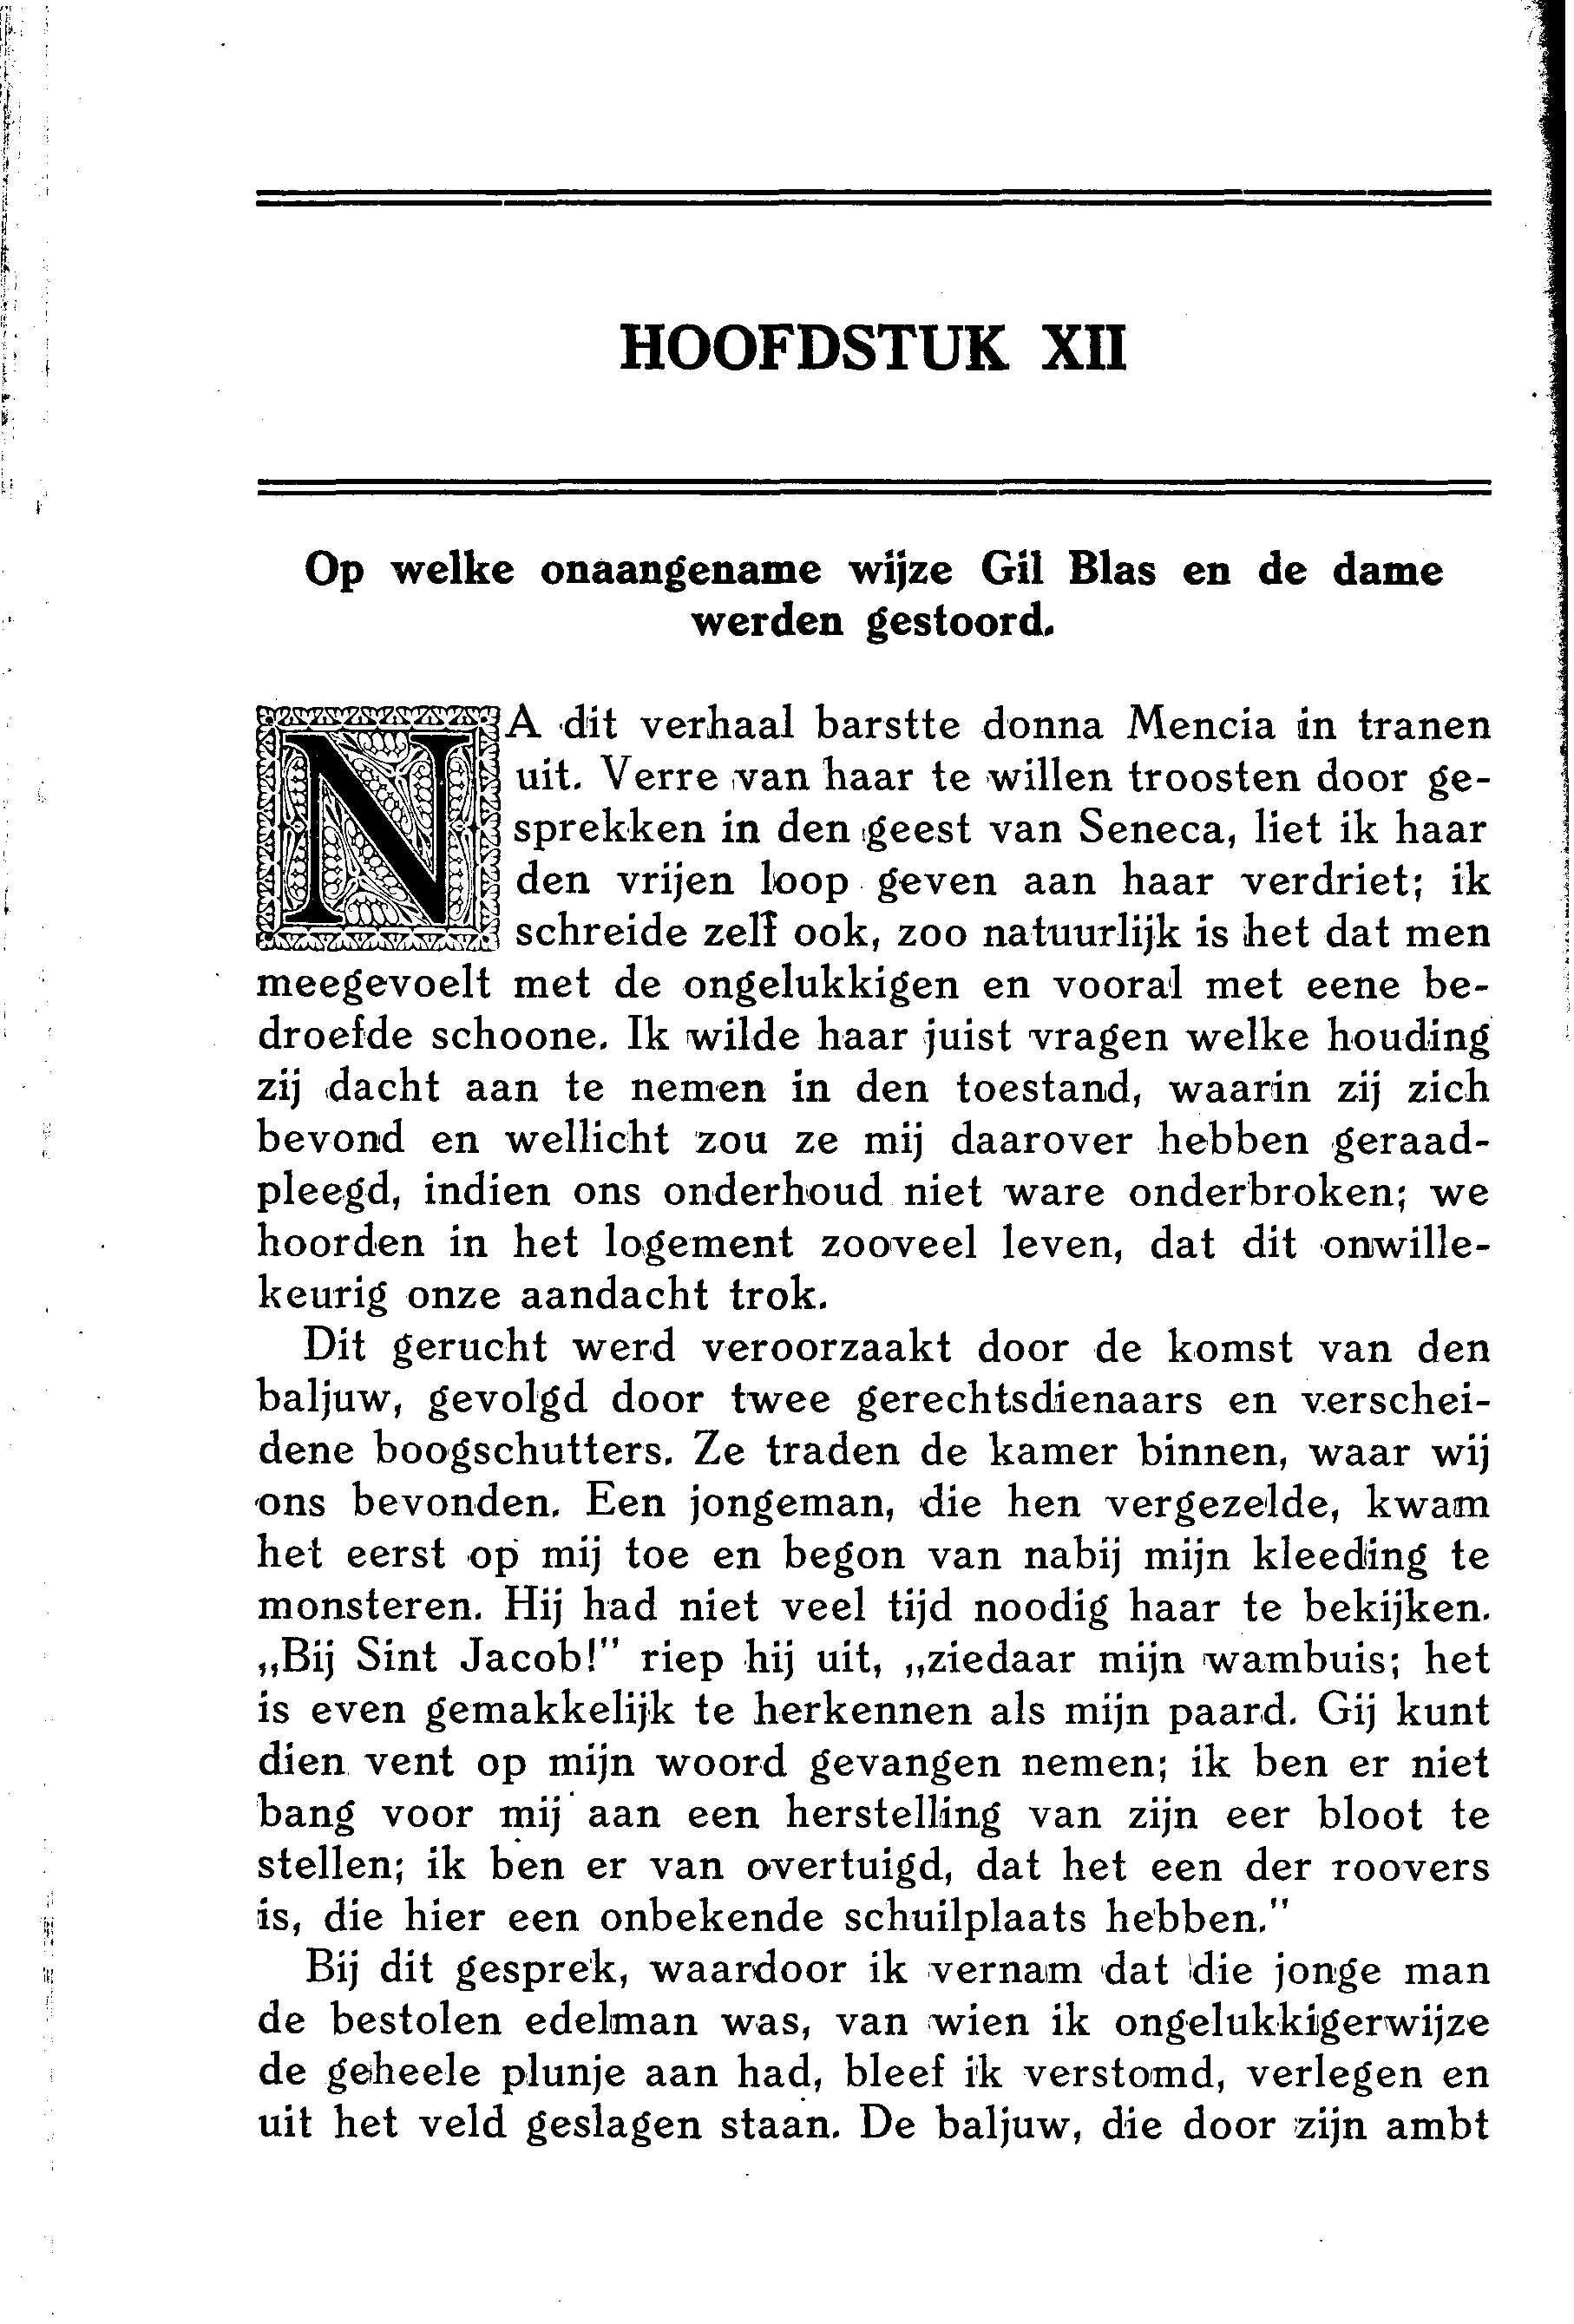 HOOFDSTUK XII
Op welke onaangename wijze Gil Blas en de dame
werden gestoord.
NA dit verhaal barstte donna Mencia in tranen
uit. Verre van haar te willen troosten door ge-
sprekken in den geest van Seneca, liet ik haar
den vrijen loop geven aan haar verdriet; ik
schreide zelf ook, zoo natuurlijk is het dat men
meegevoelt met de ongelukkigen en vooral met eene be-
droefde schoone. Ik wilde haar juist vragen welke houding
zij dacht aan te nemen in den toestand, waarin zij zich
bevond en wellicht zou ze mij daarover hebben geraad-
pleegd, indien ons onderhoud niet ware onderbroken; we
hoorden in het logement zooveel leven, dat dit onwille-
keurig onze aandacht trok.
Dit gerucht werd veroorzaakt door de komst van den
baljuw, gevolgd door twee gerechtsdienaars en verschei-
dene boogschutters. Ze traden de kamer binnen, waar wij
ons bevonden. Een jongeman, die hen vergezelde, kwam
het eerst op mij toe en begon van nabij mijn kleeding te
monsteren. Hij had niet veel tijd noodig haar te bekijken.
„Bij Sint Jacob!" riep hij uit, „ziedaar mijn wambuis; het
is even gemakkelijk te herkennen als mijn paard. Gij kunt
dien vent op mijn woord gevangen nemen; ik ben er niet
bang voor mij aan een herstelling van zijn eer bloot te
stellen; ik ben er van overtuigd, dat het een der roovers
is, die hier een onbekende schuilplaats hebben."
Bij dit gesprek, waardoor ik vernam dat die jonge man
de bestolen edelman was, van wien ik ongelukkigerwijze
de geheele plunje aan had, bleef ik verstomd, verlegen en
uit het veld geslagen staan. De baljuw, die door zijn ambt